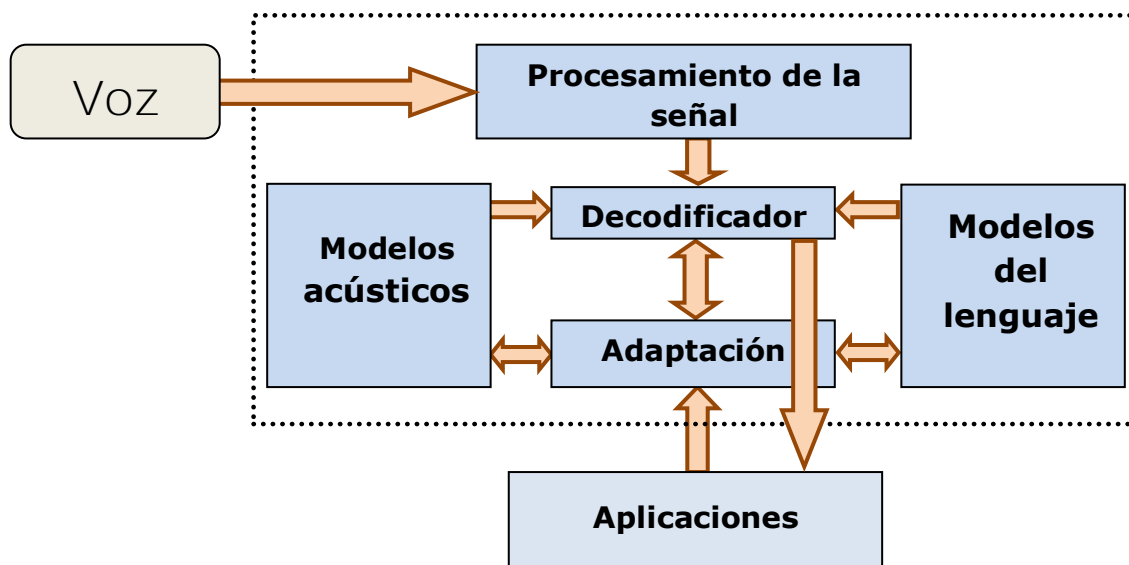 Voz
Procesamiento de la
señal
Decodificador
Modelos
acústicos
Modelos
del
lenguaje
Adaptación
Aplicaciones